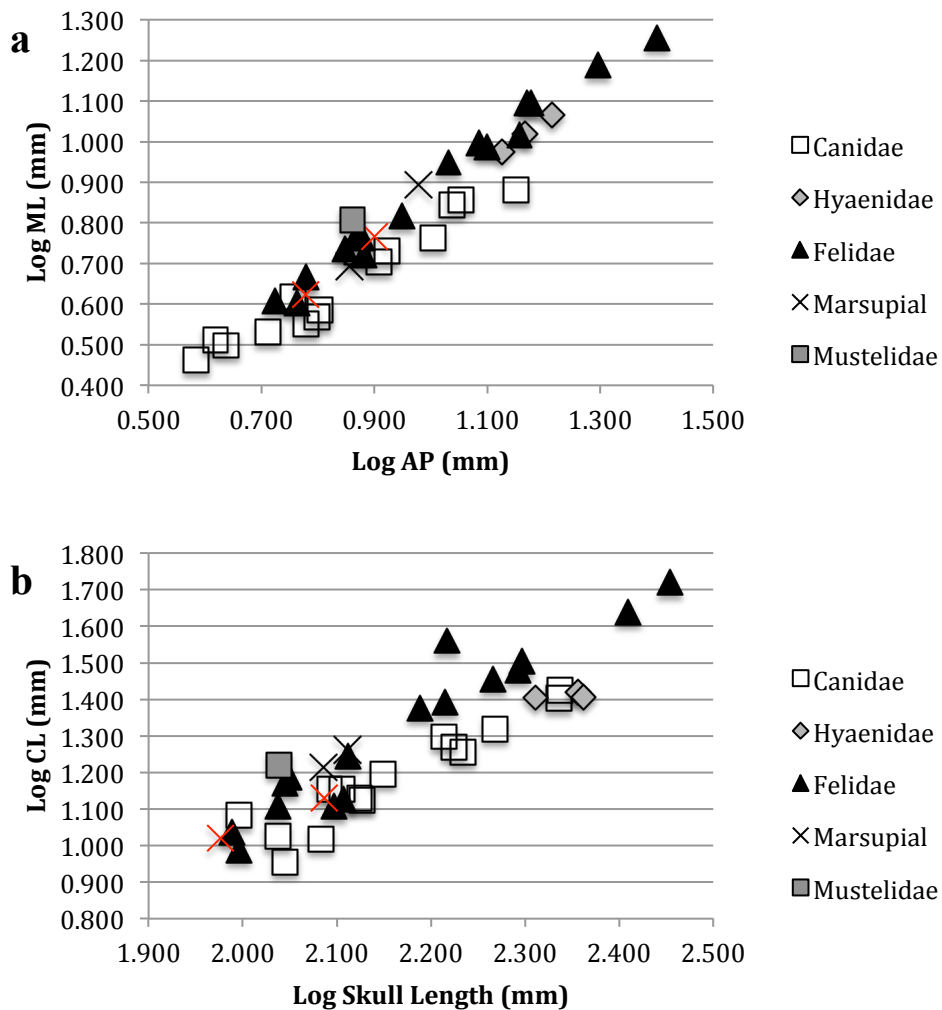 a
1.300
1.200
1.100
1.000
0.900
0.800
0.700
0.600
0.500
0.400
Log ML (mm)
0.500 0.700 0.900 1.100 1.300 1.500
Log AP (mm)
Canidae
Hyaenidae
Felidae
Marsupial
Mustelidae
b
1.800
1.700
1.600
1.500
1.400
1.300
1.200
1.100
1.000
0.900
0.800
Log CL (mm)
1.900 2.000 2.100 2.200 2.300 2.400 2.500
Log Skull Length (mm)
Canidae
Hyaenidae
Felidae
Marsupial
Mustelidae